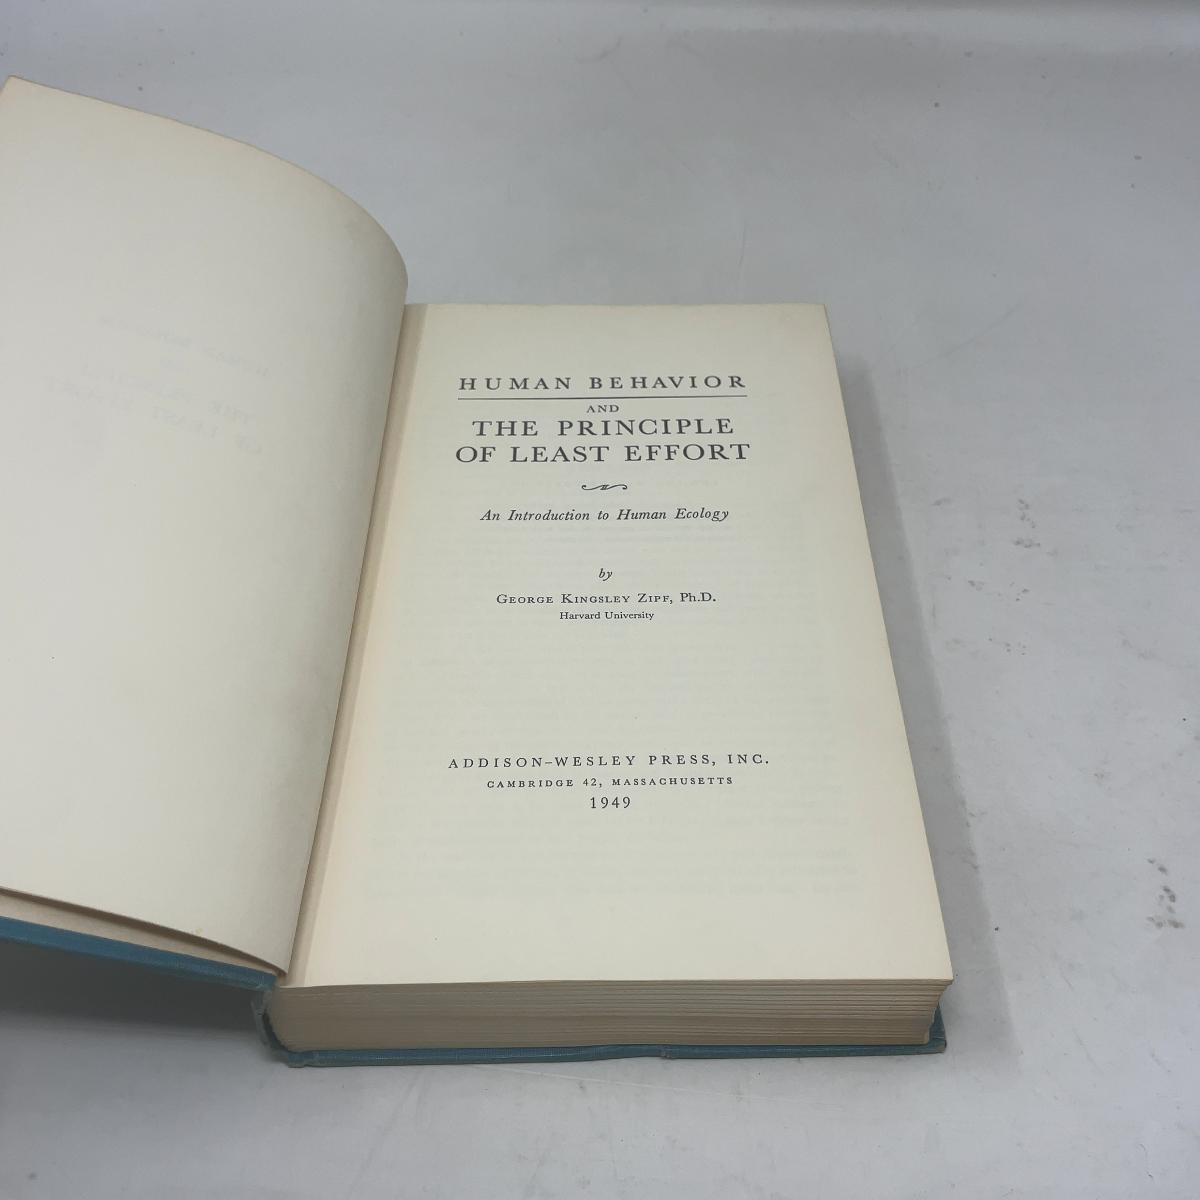 HUMAN BEHAVIOR
AND
THE PRINCIPLE
OF LEAST EFFORT
An Introduction to Human Ecology
by
GEORGE KINGSLEY ZIPF, Ph.D.
Harvard University
ADDISON–WESLEY PRESS, INC.
CAMBRIDGE 42, MASSACHUSETTS
1949